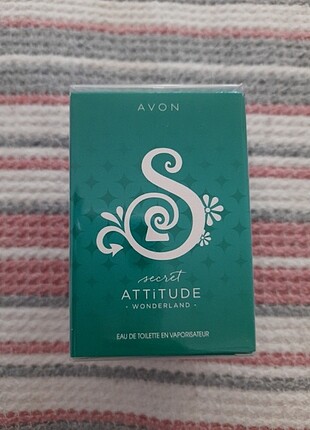 AVON
S
secret
ATTiTUDE
- WONDERLAND -
EAU DE TOILETTE EN VAPORISATEUR